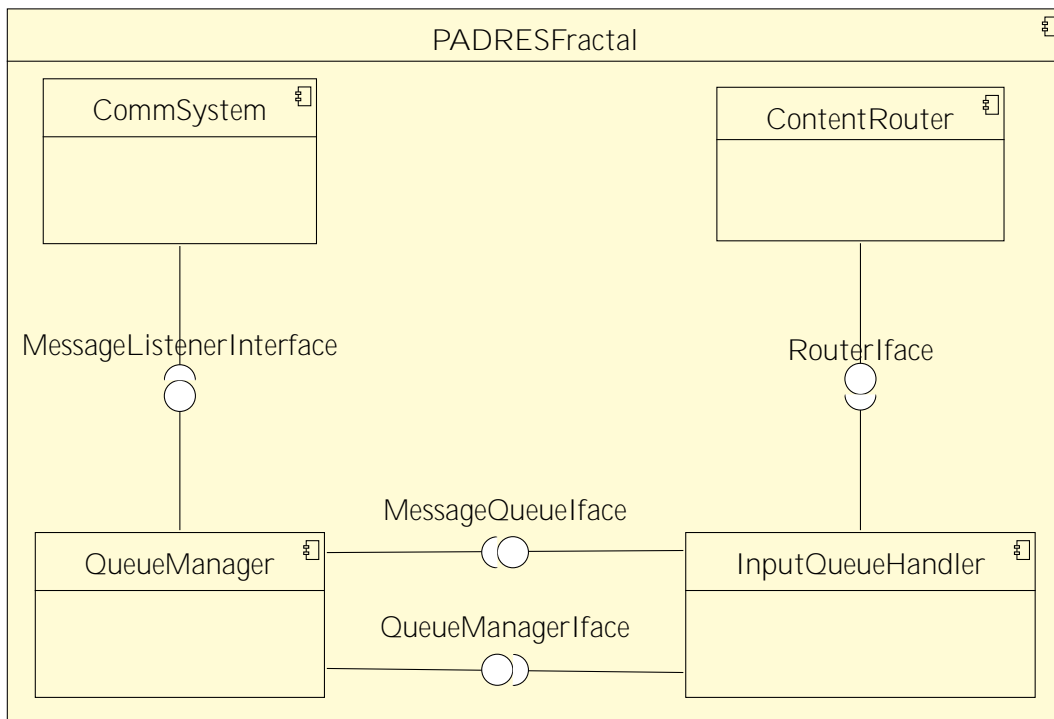 PADRESFractal
CommSystem
ContentRouter
MessageListenerInterface
RouterIface
MessageQueueIface
QueueManager
InputQueueHandler
QueueManagerIface